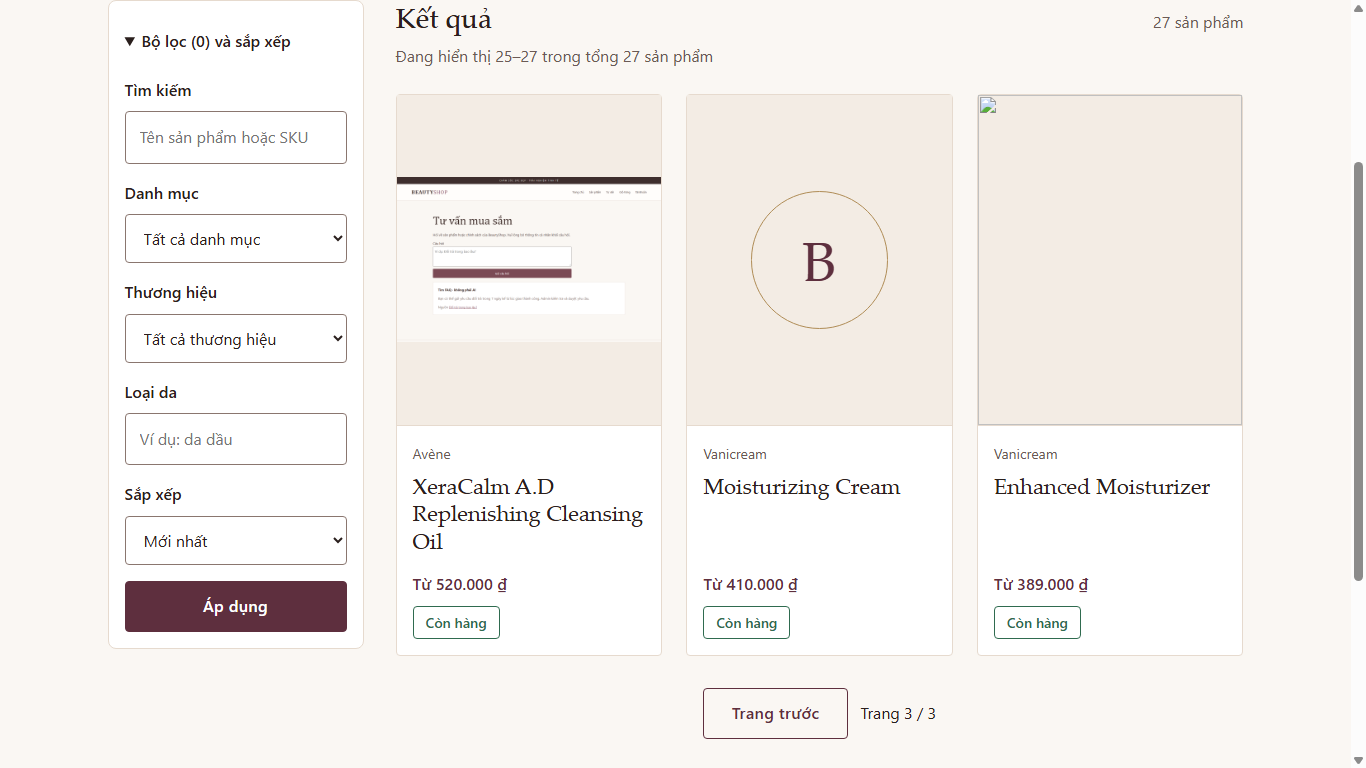 ▼ Bộ lọc (0) và sắp xếp
Tìm kiếm
Tên sản phẩm hoặc SKU
Danh mục
Tất cả danh mục
Thương hiệu
Tất cả thương hiệu
Loại da
Ví dụ: da dầu
Sắp xếp
Mới nhất
Áp dụng
Kết quả
27 sản phẩm
Đang hiển thị 25–27 trong tổng 27 sản phẩm
BEAUTYSHOP
Tư vấn mua sắm
Avène
XeraCalm A.D
Replenishing Cleansing
Oil
Từ 520.000 ₫
Còn hàng
B
Vanicream
Moisturizing Cream
Từ 410.000 ₫
Còn hàng
Vanicream
Enhanced Moisturizer
Từ 389.000 ₫
Còn hàng
Trang trước
Trang 3 / 3